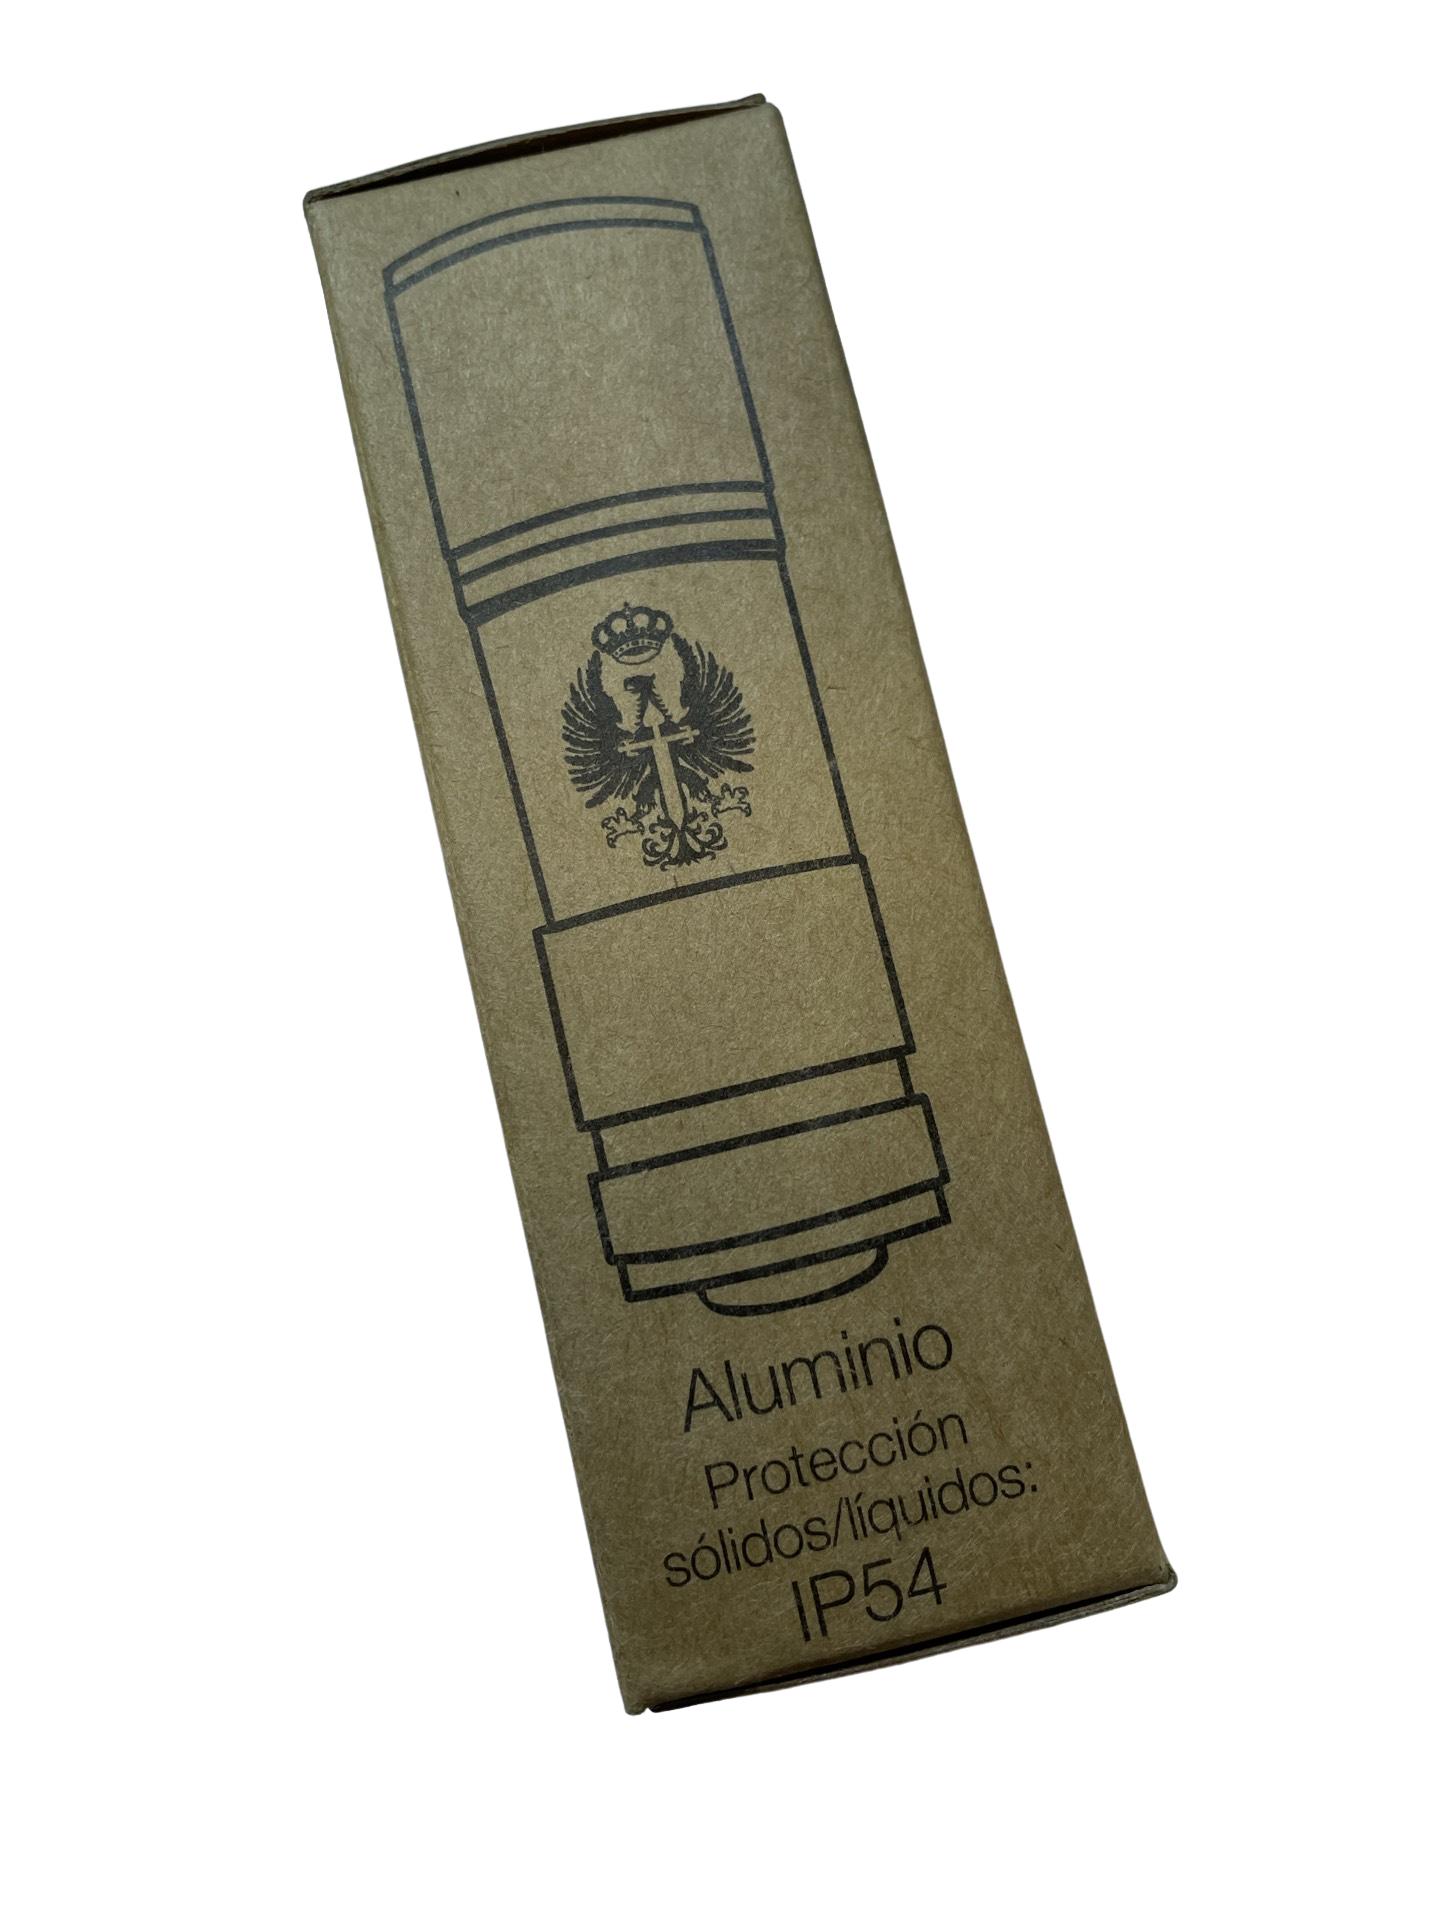 Aluminio
Protección
sólidos/líquidos:
IP54